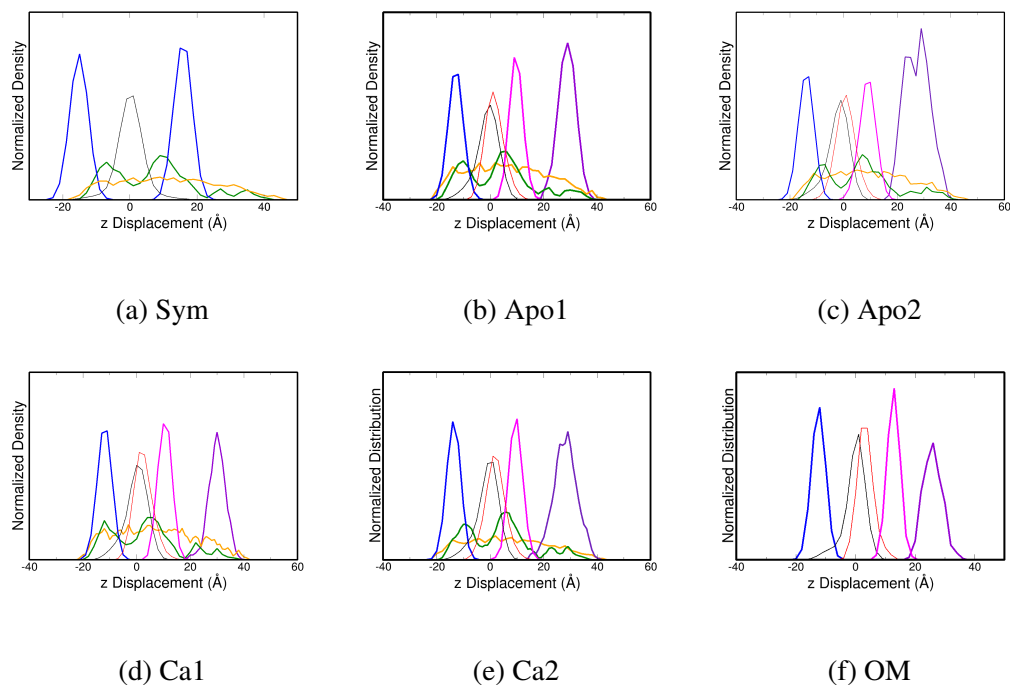 Normalized Density
-20 0 20 40
z Displacement (Å)
(a) Sym
Normalized Density
-40 -20 0 20 40 60
z Displacement (Å)
(b) Apo1
Normalized Density
-40 -20 0 20 40 60
z Displacement (Å)
(c) Apo2
Normalized Density
-40 -20 0 20 40 60
z Displacement (Å)
(d) Ca1
Normalized Distribution
-40 -20 0 20 40 60
z Displacement (Å)
(e) Ca2
Normalized Distribution
-40 -20 0 20 40
z Displacement (Å)
(f) OM